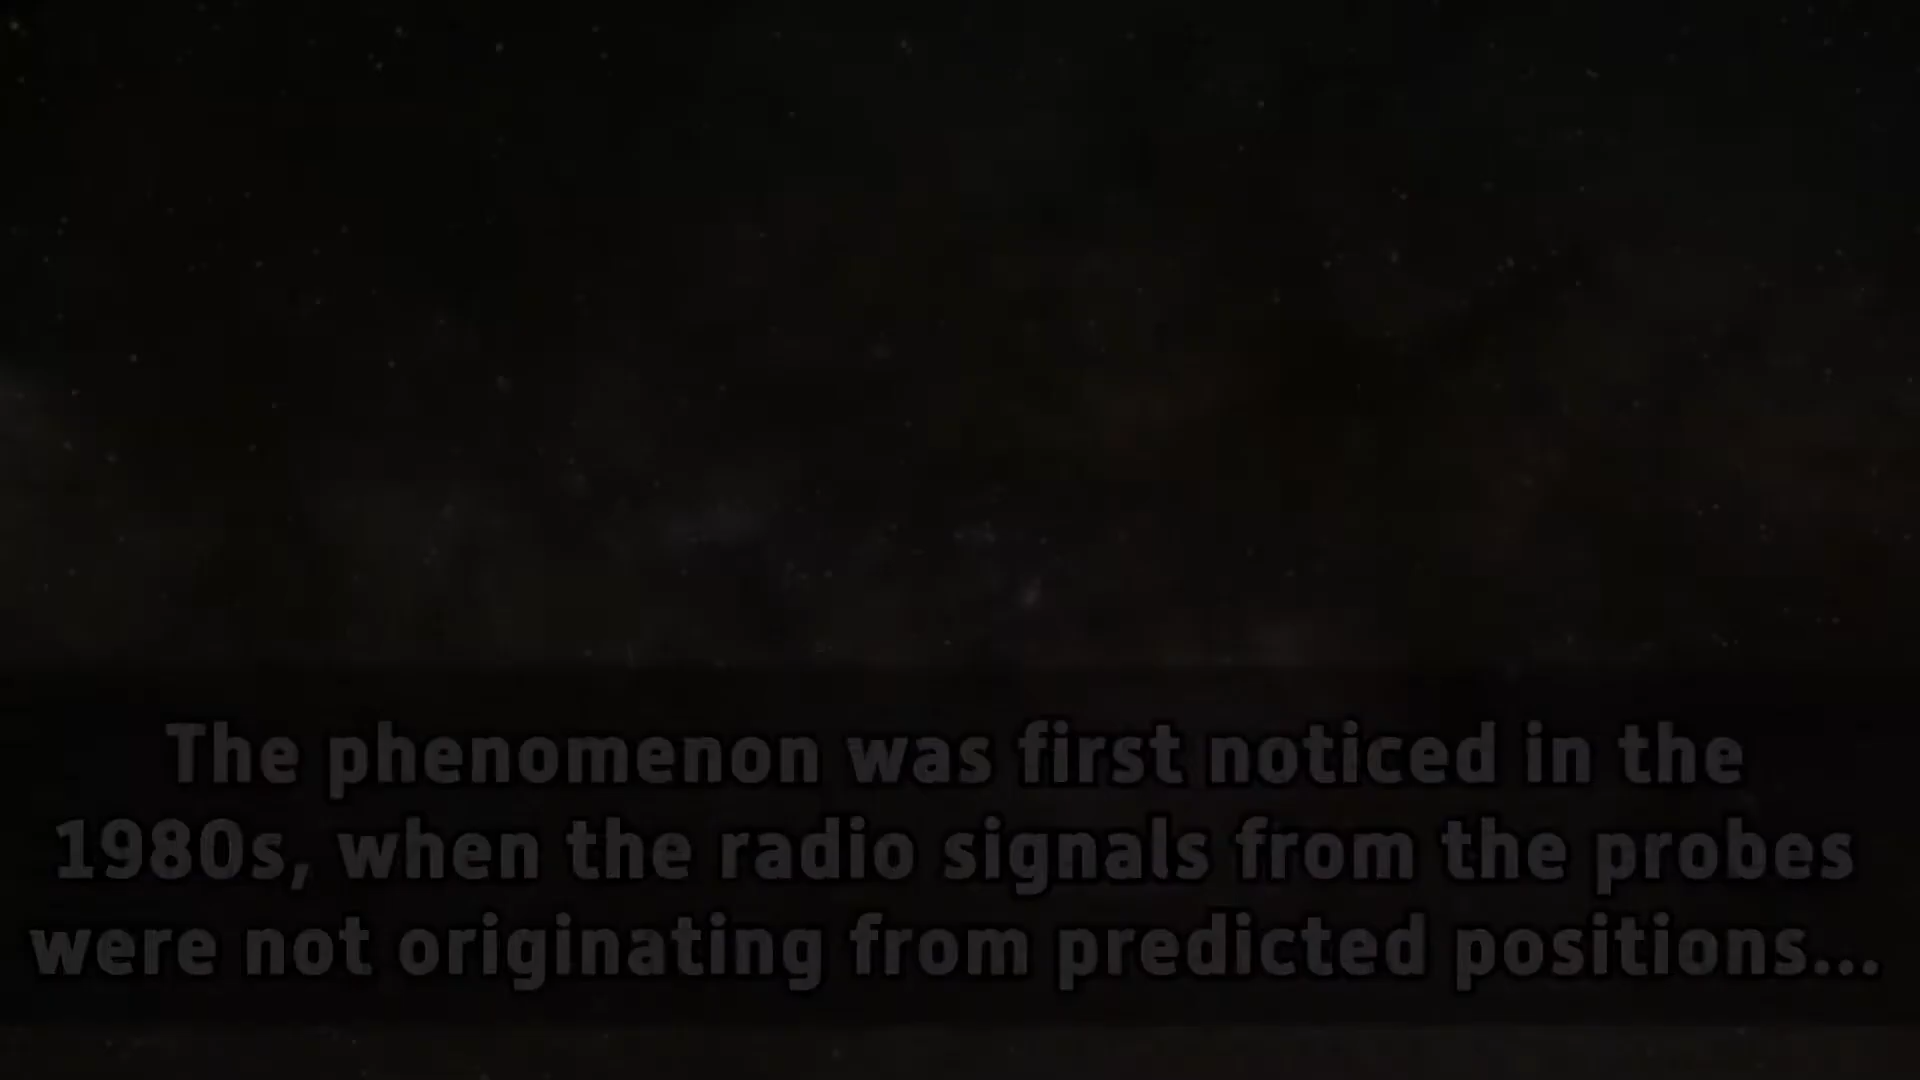 The phenomenon was first noticed in the
1980s, when the radio signals from the probes
were not originating from predicted positions...